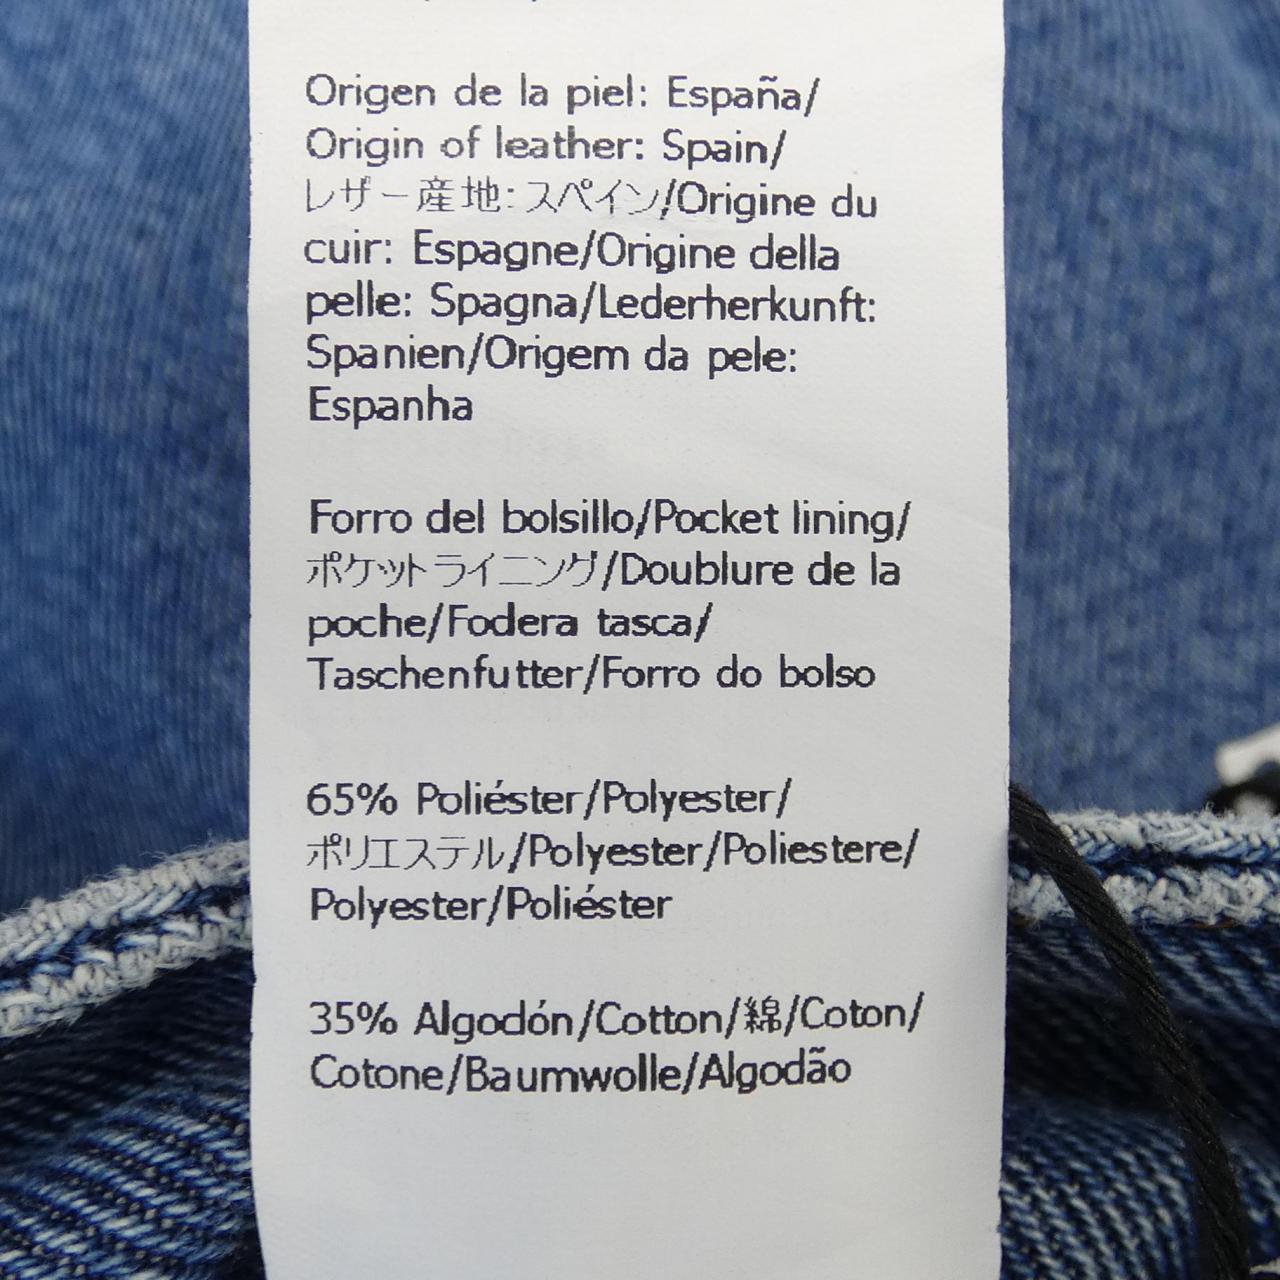 Origen de la piel: España/
Origin of leather: Spain/
レザー産地: スペイン/Origine du
cuir: Espagne/Origine della
pelle: Spagna/Lederherkunft:
Spanien/Origem da pele:
Espanha
Forro del bolsillo/Pocket lining/
ポケットライニング/Doublure de la
poche/Fodera tasca/
Taschenfutter/Forro do bolso
65% Poliéster/Polyester/
ポリエステル/Polyester/Poliestere/
Polyester/Poliéster
35% Algodón/Cotton/綿/Coton/
Cotone/Baumwolle/Algodão